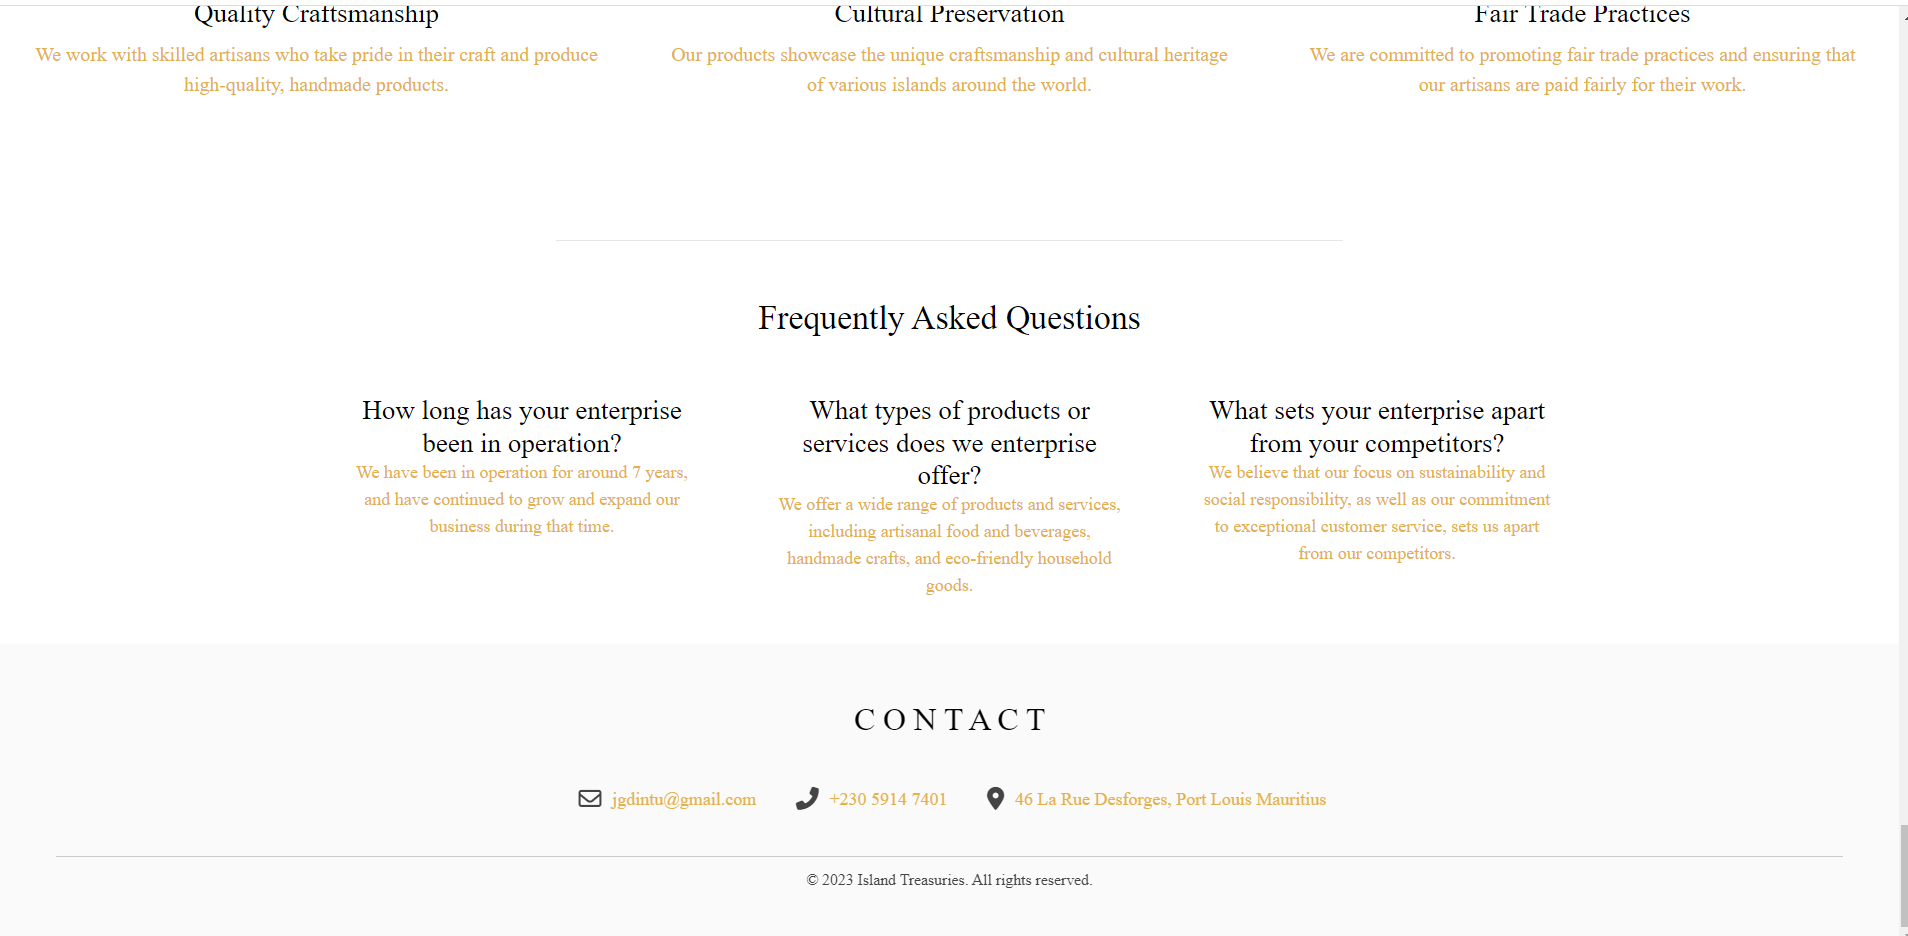 Quality Craftsmanship
We work with skilled artisans who take pride in their craft and produce
high-quality, handmade products.
Cultural Preservation
Our products showcase the unique craftsmanship and cultural heritage
of various islands around the world.
Fair Trade Practices
We are committed to promoting fair trade practices and ensuring that
our artisans are paid fairly for their work.
Frequently Asked Questions
How long has your enterprise
been in operation?
We have been in operation for around 7 years,
and have continued to grow and expand our
business during that time.
What types of products or
services does we enterprise
offer?
We offer a wide range of products and services,
including artisanal food and beverages,
handmade crafts, and eco-friendly household
goods.
What sets your enterprise apart
from your competitors?
We believe that our focus on sustainability and
social responsibility, as well as our commitment
to exceptional customer service, sets us apart
from our competitors.
CONTACT
jgdintu@gmail.com
+230 5914 7401
46 La Rue Desforges, Port Louis Mauritius
© 2023 Island Treasuries. All rights reserved.